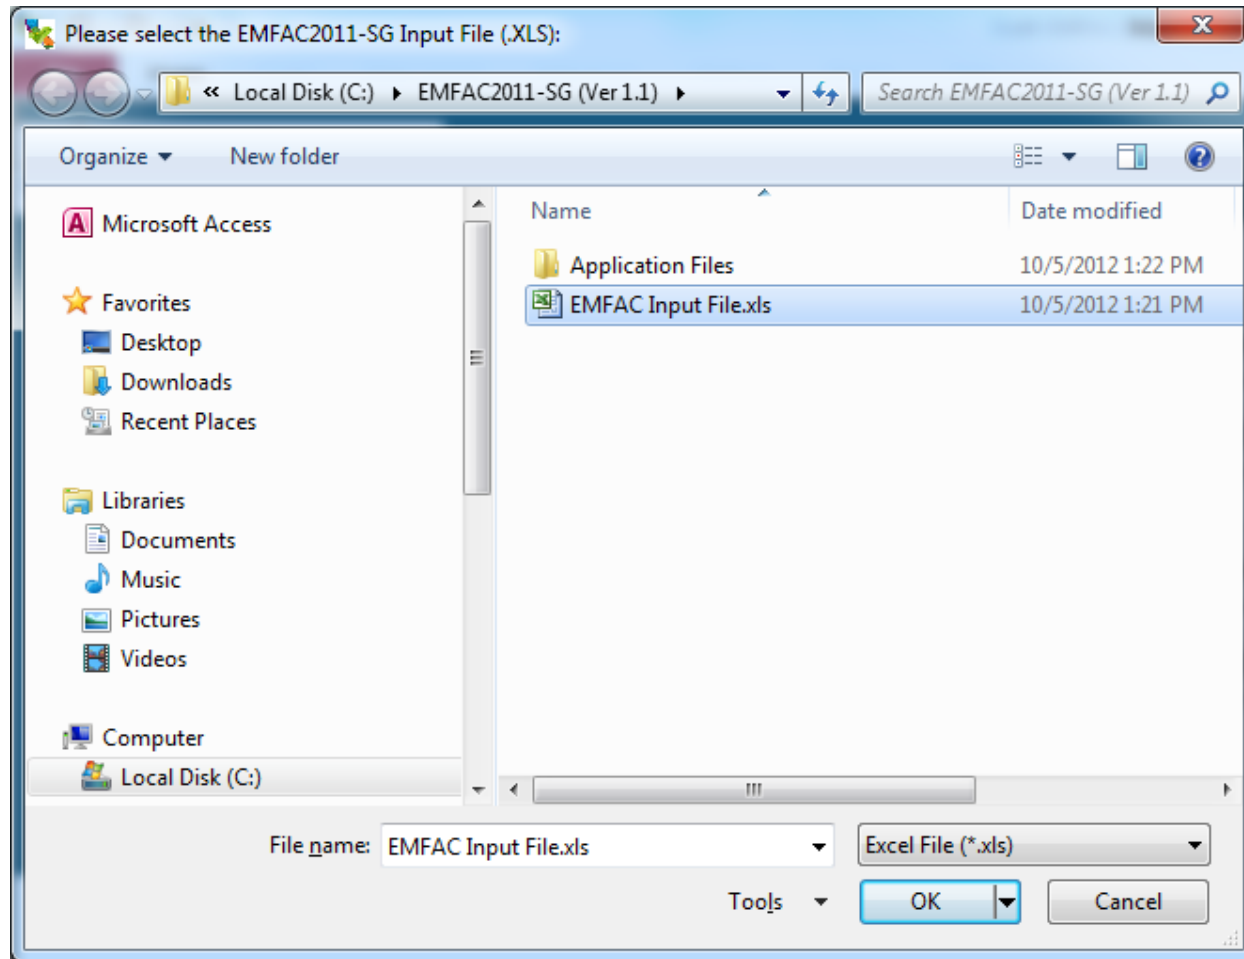 Please select the EMFAC2011-SG Input File (.XLS):
« Local Disk (C:) EMFAC2011-SG (Ver 1.1) Search EMFAC2011-SG (Ver 1.1)
Organize New folder
Name Date modified
Microsoft Access
Application Files 10/5/2012 1:22 PM
Favorites EMFAC Input File.xls 10/5/2012 1:21 PM
Desktop
Downloads
Recent Places
Libraries
Documents
Music
Pictures
Videos
Computer
Local Disk (C:)
File name: EMFAC Input File.xls Excel File (*.xls)
Tools OK Cancel